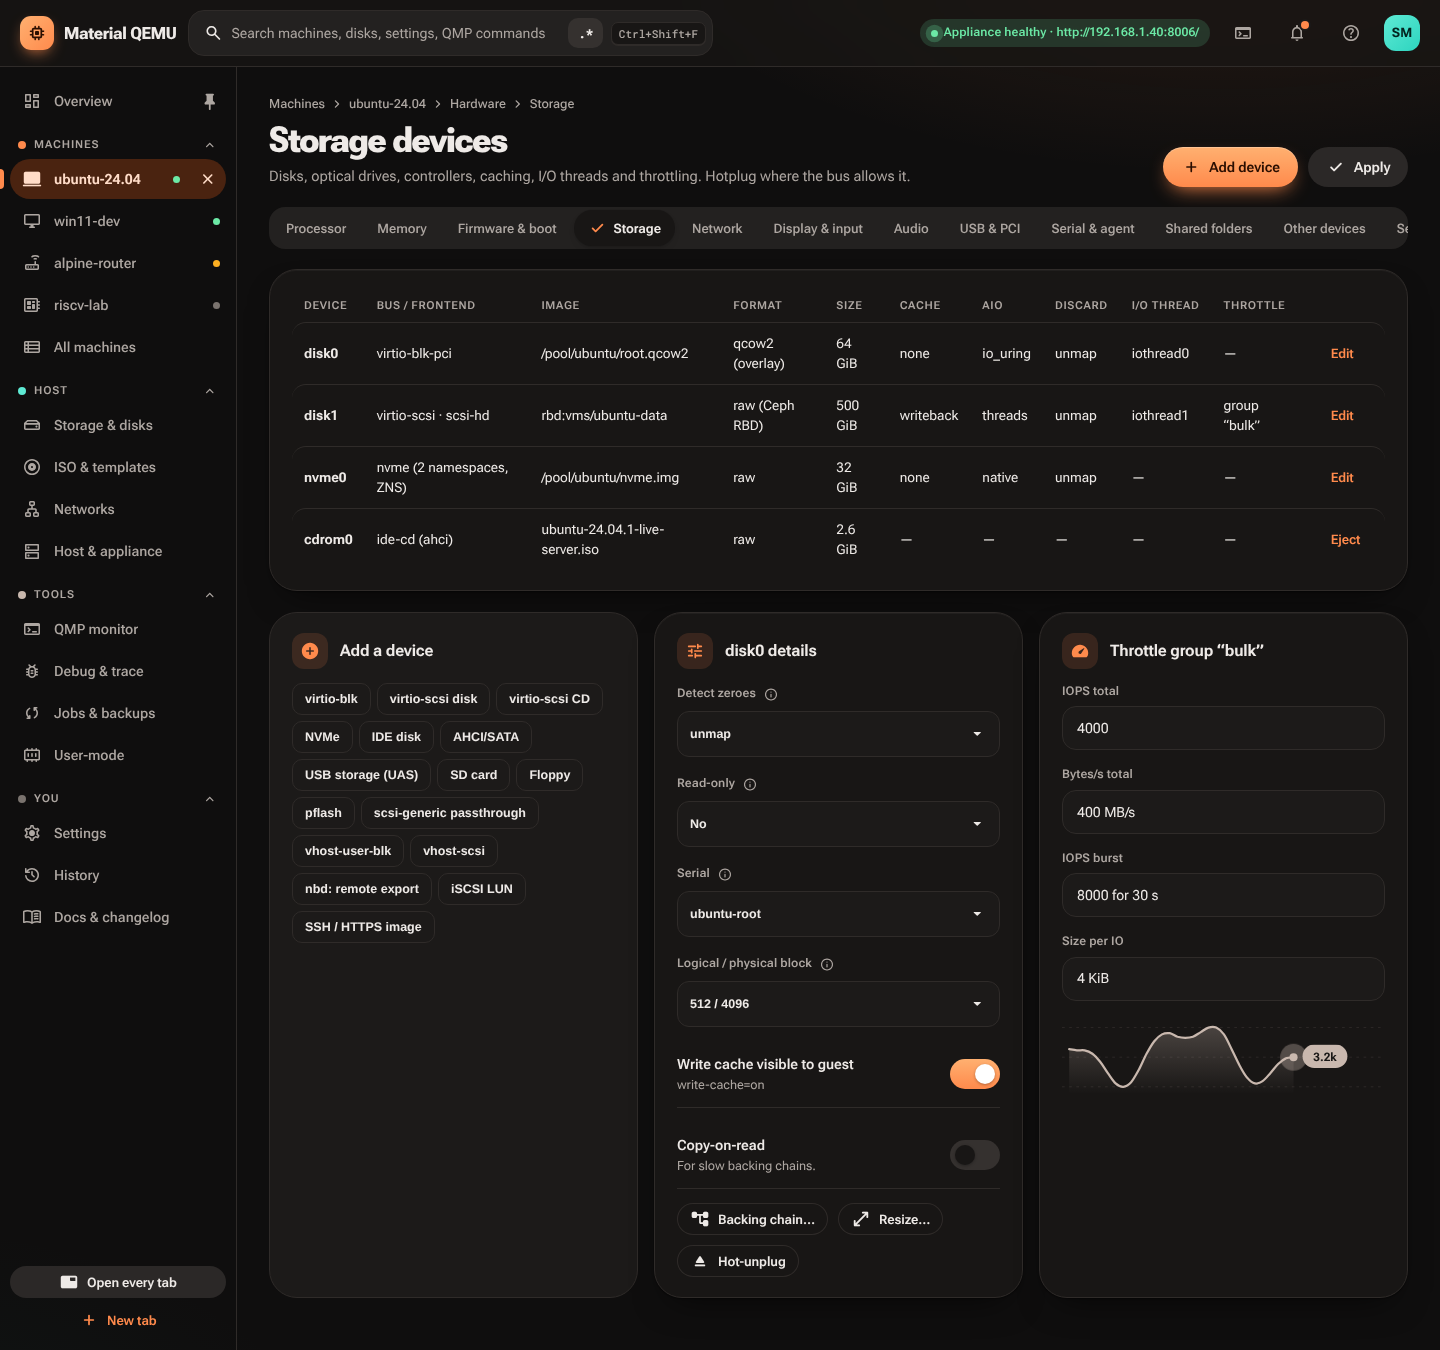 Material QEMU
Search machines, disks, settings, QMP commands
.*
Ctrl+Shift+F
Appliance healthy · http://192.168.1.40:8006/
SM
Overview
MACHINES
ubuntu-24.04
win11-dev
alpine-router
riscv-lab
All machines
HOST
Storage & disks
ISO & templates
Networks
Host & appliance
TOOLS
QMP monitor
Debug & trace
Jobs & backups
User-mode
YOU
Settings
History
Docs & changelog
Open every tab
New tab
Machines > ubuntu-24.04 > Hardware > Storage
Storage devices
Disks, optical drives, controllers, caching, I/O threads and throttling. Hotplug where the bus allows it.
Add device
Apply
Processor Memory Firmware & boot Storage Network Display & input Audio USB & PCI Serial & agent Shared folders Other devices Se
DEVICE BUS / FRONTEND IMAGE FORMAT SIZE CACHE AIO DISCARD I/O THREAD THROTTLE
disk0 virtio-blk-pci /pool/ubuntu/root.qcow2 qcow2 (overlay) 64 GiB none io_uring unmap iothread0 — Edit
disk1 virtio-scsi · scsi-hd rbd:vms/ubuntu-data raw (Ceph RBD) 500 GiB writeback threads unmap iothread1 group “bulk” Edit
nvme0 nvme (2 namespaces, ZNS) /pool/ubuntu/nvme.img raw 32 GiB none native unmap — — Edit
cdrom0 ide-cd (ahci) ubuntu-24.04.1-live-server.iso raw 2.6 GiB — — — — — Eject
Add a device
virtio-blk virtio-scsi disk virtio-scsi CD
NVMe IDE disk AHCI/SATA
USB storage (UAS) SD card Floppy
pflash scsi-generic passthrough
vhost-user-blk vhost-scsi
nbd: remote export iSCSI LUN
SSH / HTTPS image
disk0 details
Detect zeroes
unmap
Read-only
No
Serial
ubuntu-root
Logical / physical block
512 / 4096
Write cache visible to guest
write-cache=on
Copy-on-read
For slow backing chains.
Backing chain... Resize...
Hot-unplug
Throttle group “bulk”
IOPS total
4000
Bytes/s total
400 MB/s
IOPS burst
8000 for 30 s
Size per IO
4 KiB
3.2k